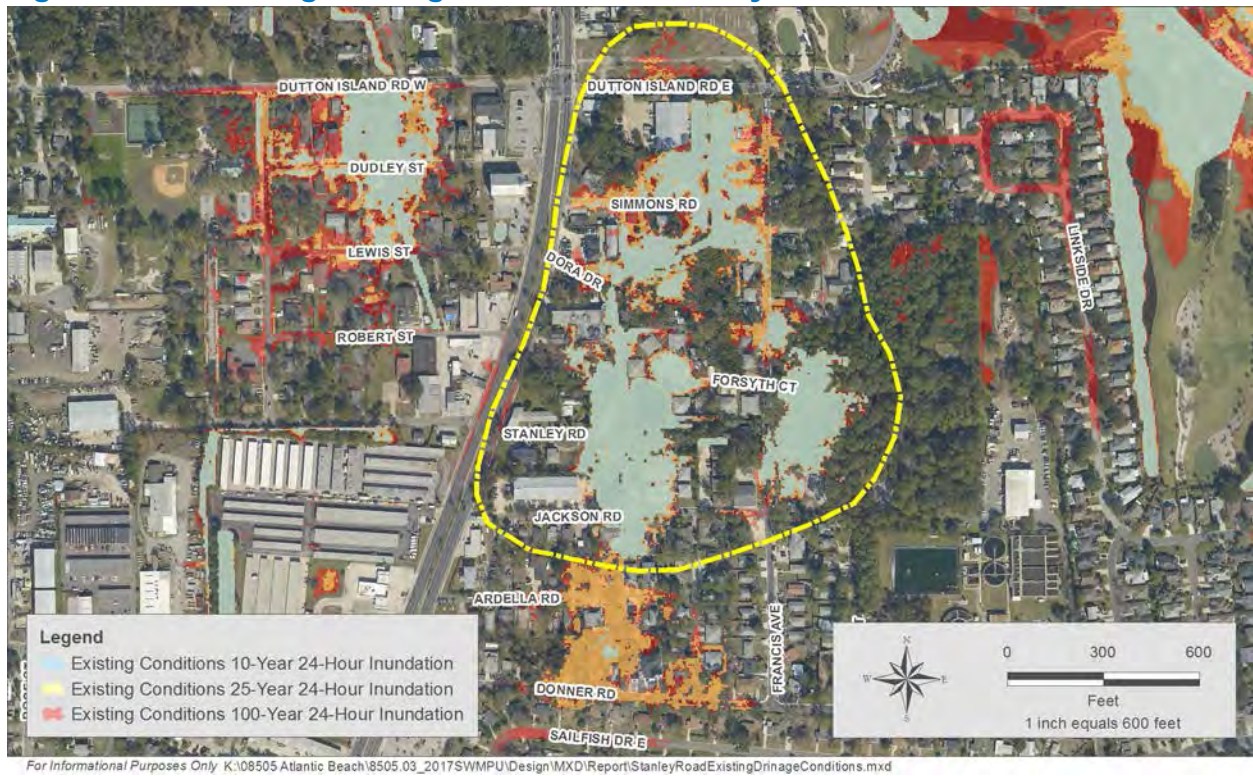 DUTTON ISLAND RD W
DUTTON ISLAND RD E
DUDLEY ST
SIMMONS RD
LEWIS ST
DORA DR
LINKSIDE DR
ROBERT ST
FORSYTH CT
STANLEY RD
JACKSON RD
ARDELLA RD
FRANCIS AVE
DONNER RD
SAILFISH DR E
Legend
Existing Conditions 10-Year 24-Hour Inundation
Existing Conditions 25-Year 24-Hour Inundation
Existing Conditions 100-Year 24-Hour Inundation
N
W E
S
0 300 600
Feet
1 inch equals 600 feet
For Informational Purposes Only K:\08505 Atlantic Beach\8505.03_2017SWMPU\Design\MXD\Report\StanleyRoadExistingDrinageConditions.mxd